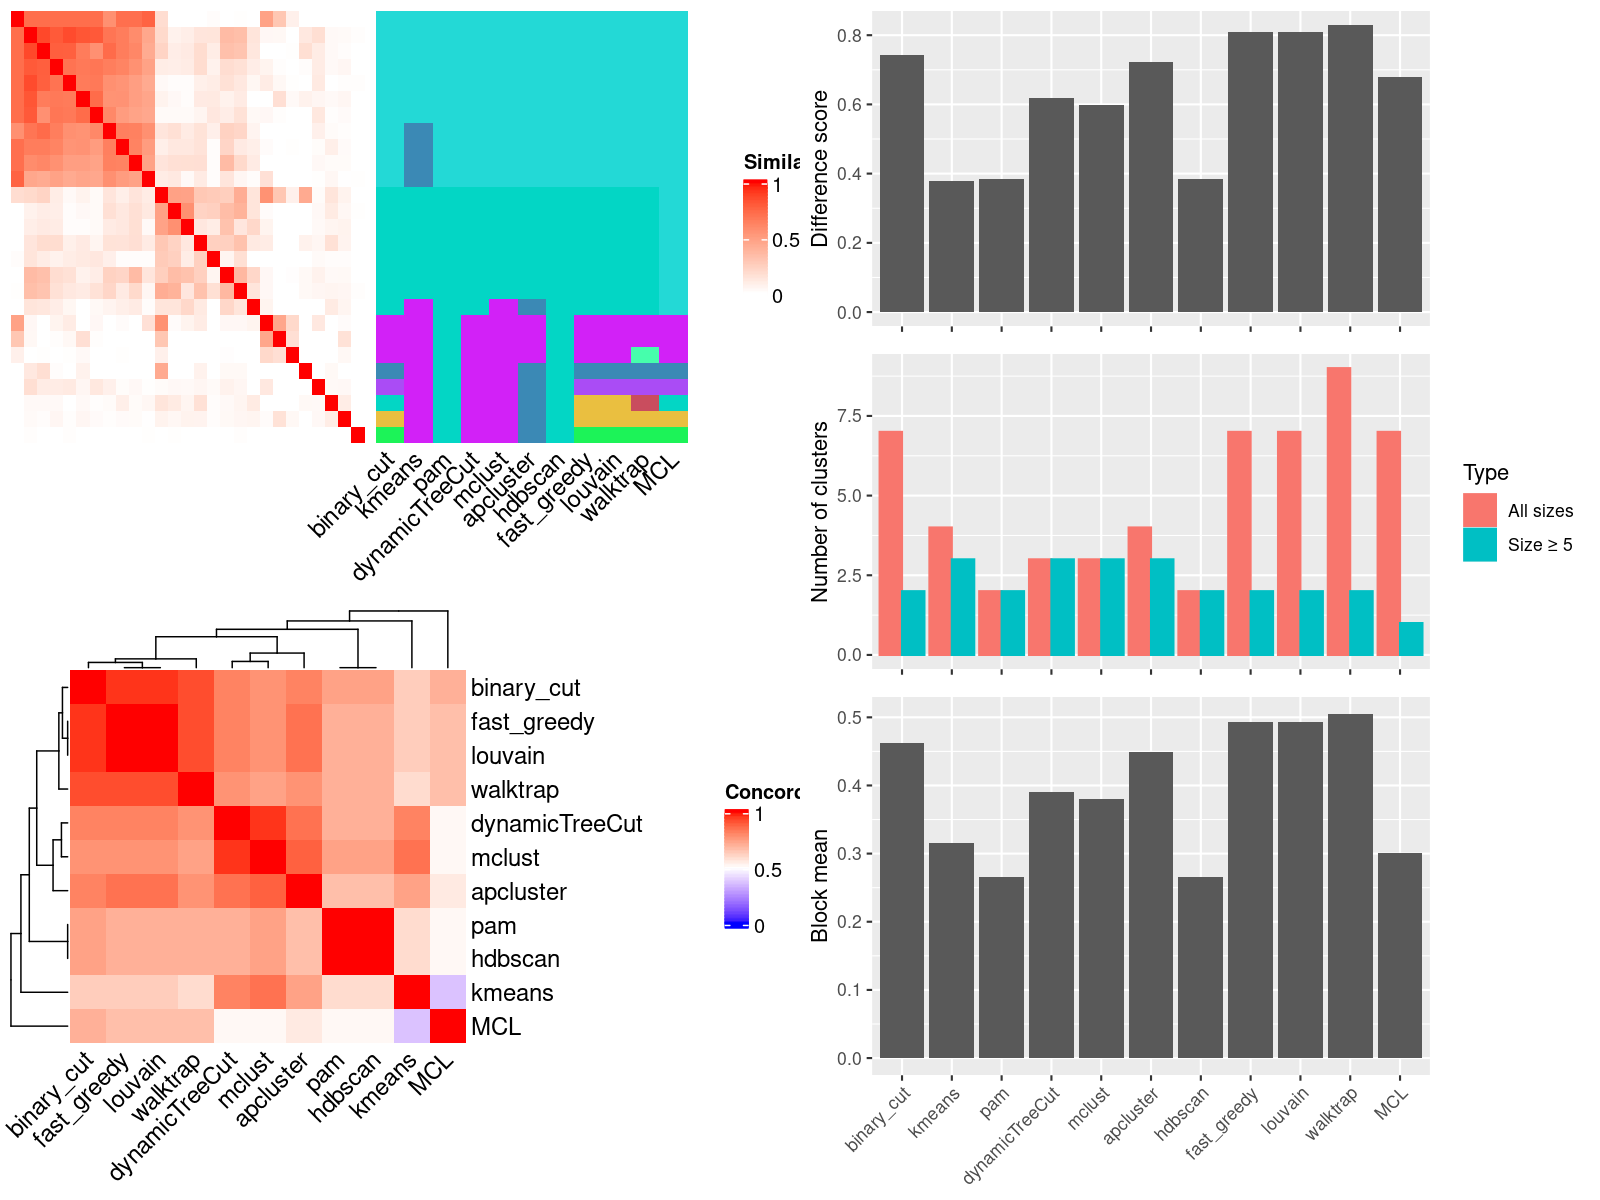 Simila
1
0.5
0
binary_cut
kmeans
pam
dynamicTreeCut
mclust
apcluster
hdbscan
fast_greedy
louvain
walktrap
MCL
binary_cut
fast_greedy
louvain
walktrap
dynamicTreeCut
mclust
apcluster
pam
hdbscan
kmeans
MCL
Concord
1
0.5
0
binary_cut
fast_greedy
louvain
walktrap
dynamicTreeCut
mclust
apcluster
pam
hdbscan
kmeans
MCL
Difference score
0.8
0.6
0.4
0.2
0.0
Number of clusters
7.5
5.0
2.5
0.0
Type
All sizes
Size ≥ 5
Block mean
0.5
0.4
0.3
0.2
0.1
0.0
binary_cut
kmeans
pam
dynamicTreeCut
mclust
apcluster
hdbscan
fast_greedy
louvain
walktrap
MCL